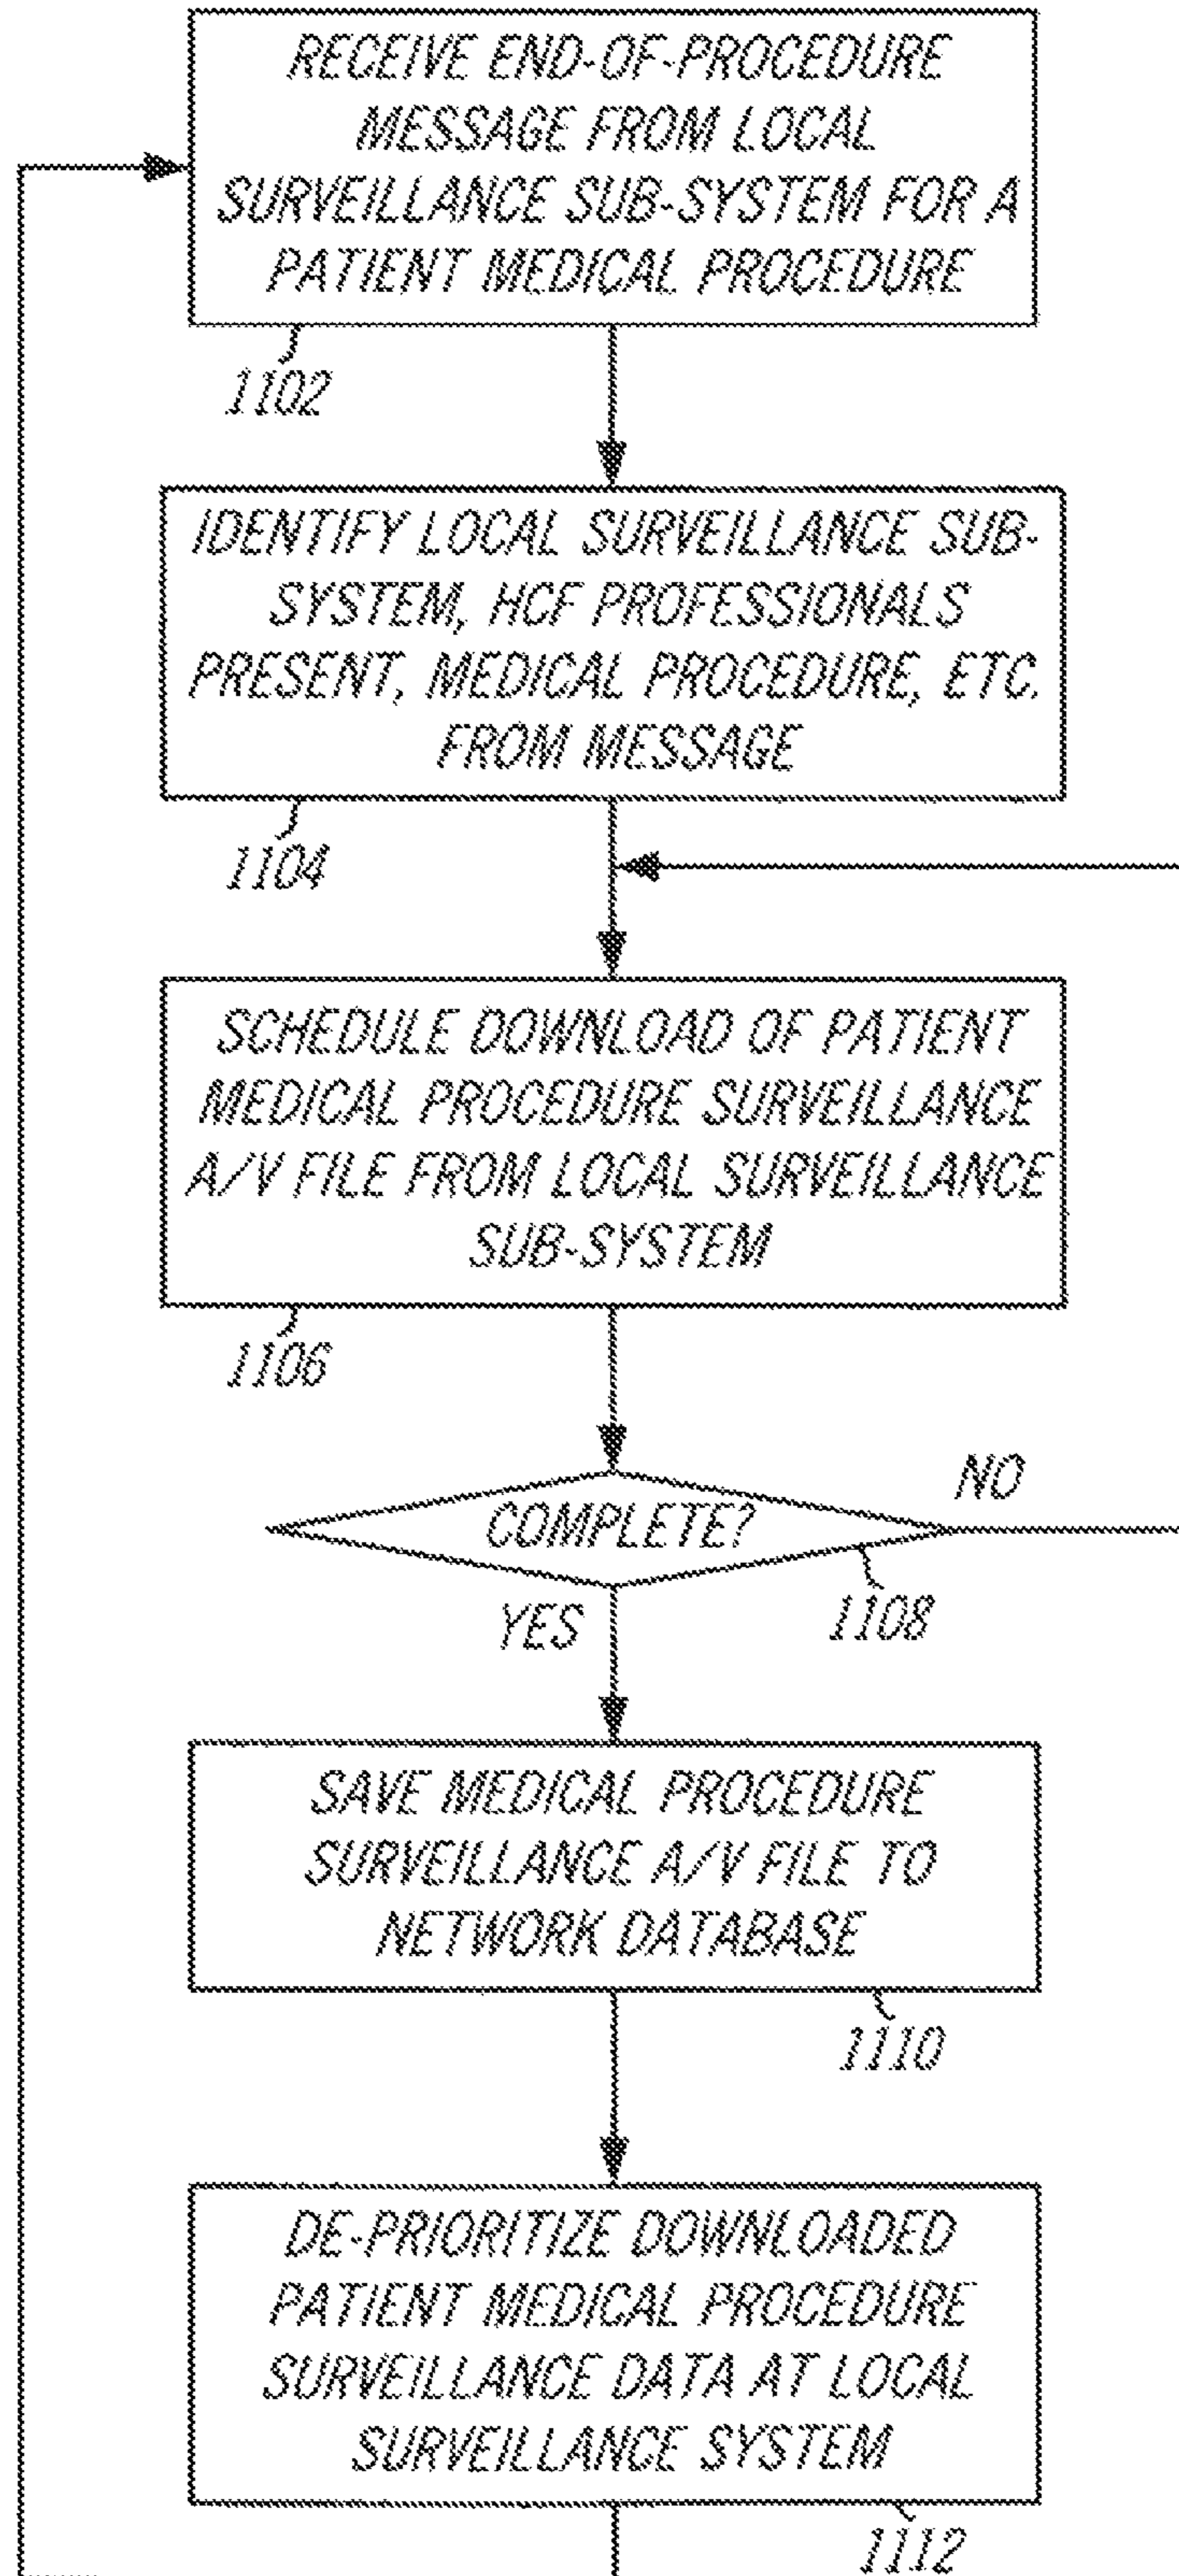 RECEIVE END-OF-PROCEDURE
MESSAGE FROM LOCAL
SURVEILLANCE SUB-SYSTEM FOR A
PATIENT MEDICAL PROCEDURE
1102
IDENTIFY LOCAL SURVEILLANCE SUB-
SYSTEM, HCF PROFESSIONALS
PRESENT, MEDICAL PROCEDURE, ETC.
FROM MESSAGE
1104
SCHEDULE DOWNLOAD OF PATIENT
MEDICAL PROCEDURE SURVEILLANCE
A/V FILE FROM LOCAL SURVEILLANCE
SUB-SYSTEM
1106
NO
COMPLETE?
YES
1108
SAVE MEDICAL PROCEDURE
SURVEILLANCE A/V FILE TO
NETWORK DATABASE
1110
DE-PRIORITIZE DOWNLOADED
PATIENT MEDICAL PROCEDURE
SURVEILLANCE DATA AT LOCAL
SURVEILLANCE SYSTEM
1112